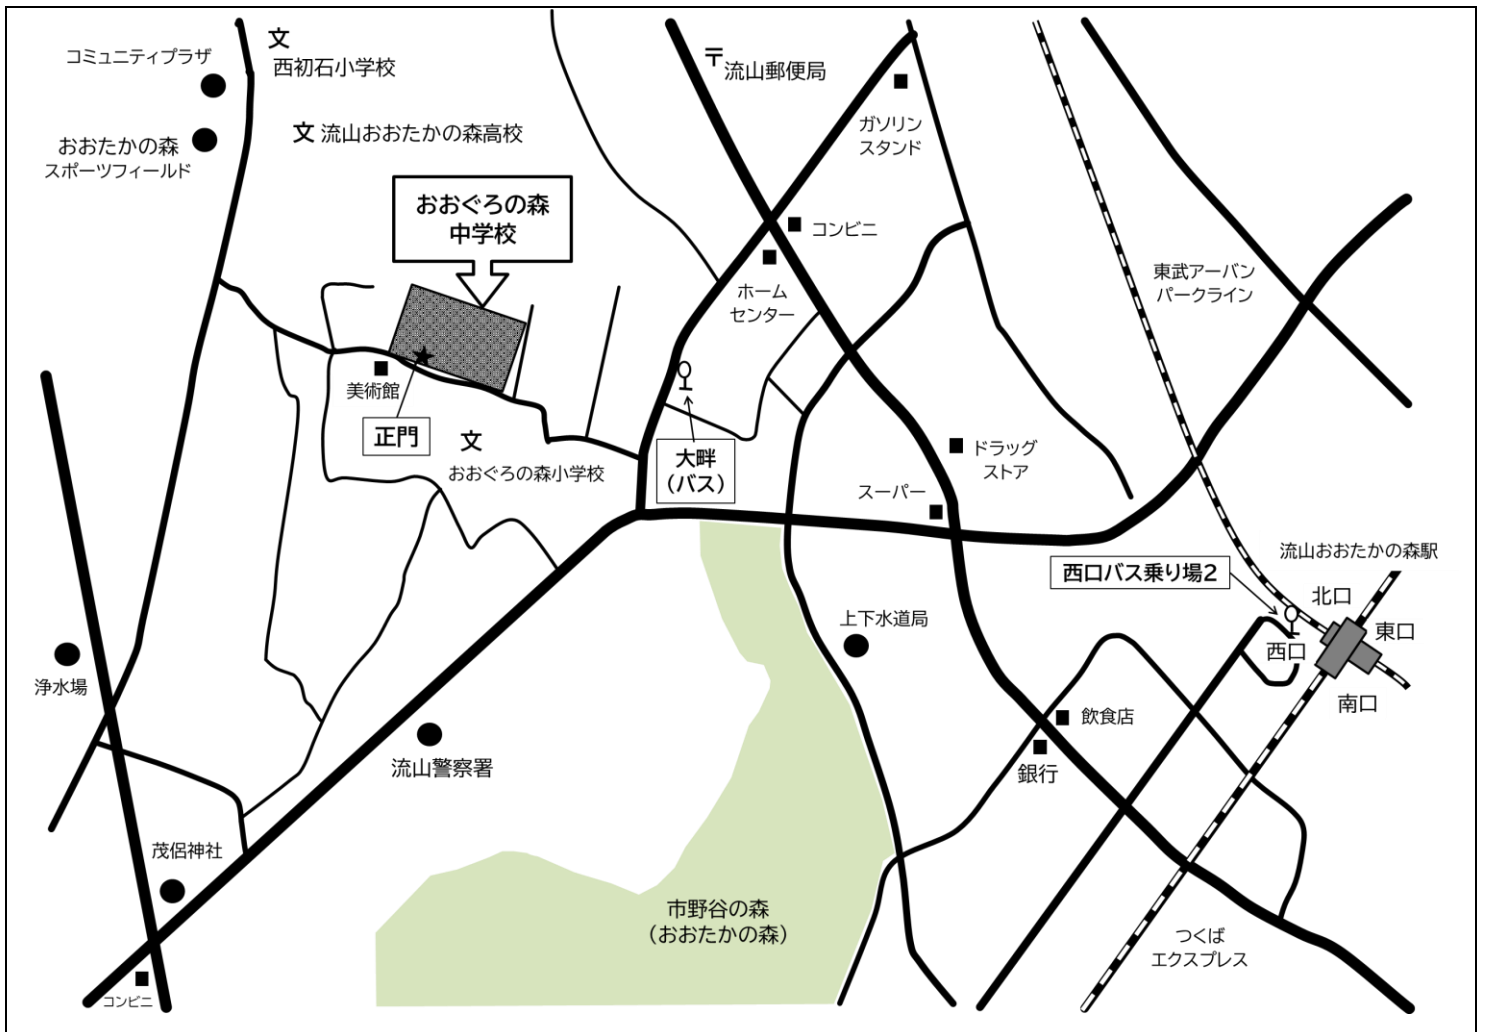 文
西初石小学校
コミュニティプラザ
おおたかの森
スポーツフィールド
文 流山おおたかの森高校
〒流山郵便局
ガソリン
スタンド
おおぐろの森
中学校
コンビニ
ホーム
センター
東武アーバン
パークライン
美術館
正門
文
おおぐろの森小学校
大畔
（バス）
ドラッグ
ストア
スーパー
流山おおたかの森駅
西口バス乗り場2
北口
東口
西口
南口
上下水道局
浄水場
飲食店
銀行
流山警察署
茂侶神社
市野谷の森
（おおたかの森）
つくば
エクスプレス
コンビニ